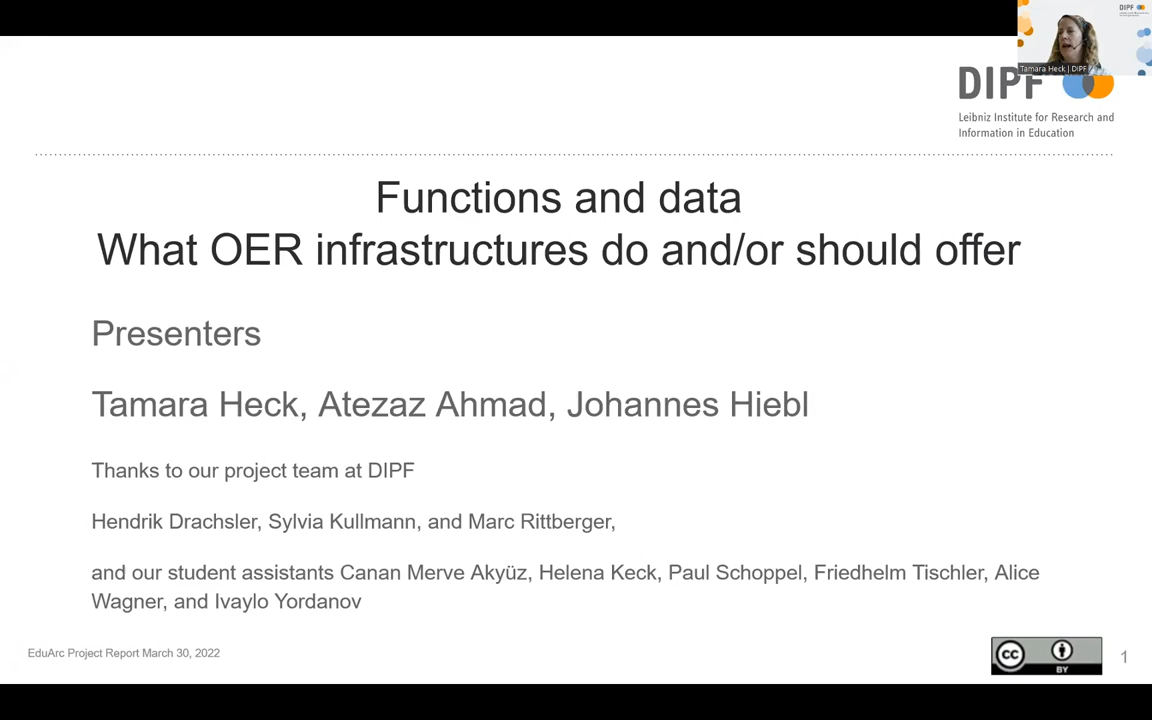 DIPF
Tamara Heck | DIPF
DIPF
Leibniz Institute for Research and
Information in Education
Functions and data
What OER infrastructures do and/or should offer
Presenters
Tamara Heck, Atezaz Ahmad, Johannes Hiebl
Thanks to our project team at DIPF
Hendrik Drachsler, Sylvia Kullmann, and Marc Rittberger,
and our student assistants Canan Merve Akyüz, Helena Keck, Paul Schoppel, Friedhelm Tischler, Alice
Wagner, and Ivaylo Yordanov
EduArc Project Report March 30, 2022
cc
BY
1